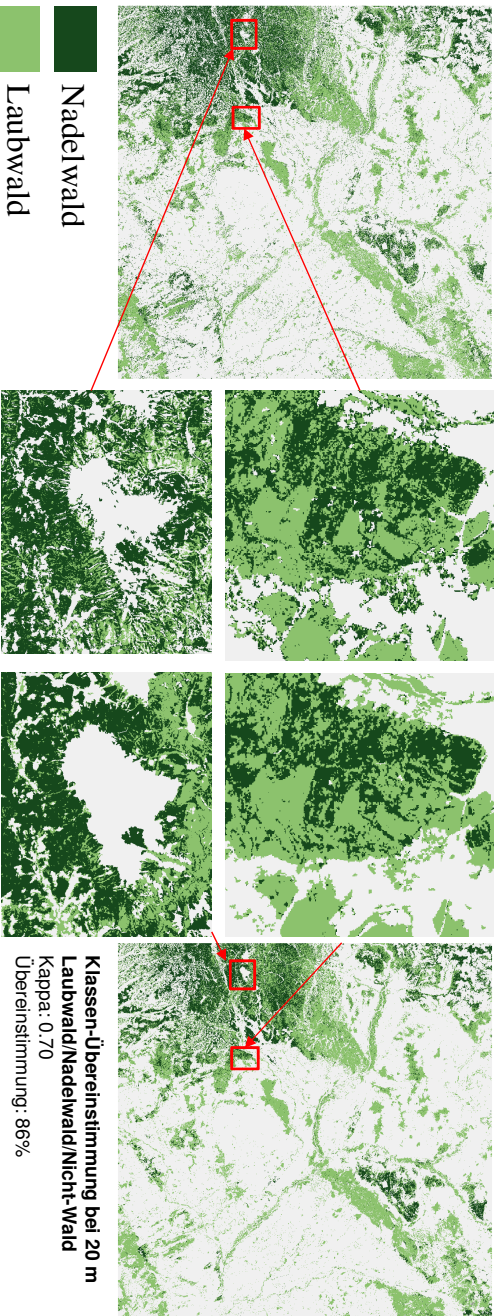 Nadelwald
Laubwald
Klassen-Übereinstimmung bei 20 m
Laubwald/Nadelwald/Nicht-Wald
Kappa: 0.70
Übereinstimmung: 86%